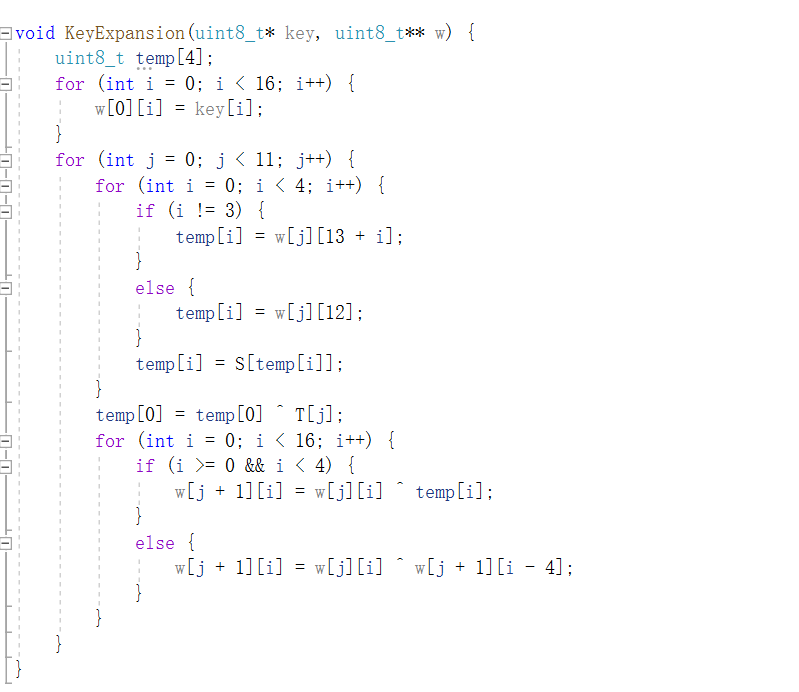 void KeyExpansion(uint8_t* key, uint8_t** w) {
    uint8_t temp[4];
    for (int i = 0; i < 16; i++) {
        w[0][i] = key[i];
    }
    for (int j = 0; j < 11; j++) {
        for (int i = 0; i < 4; i++) {
            if (i != 3) {
                temp[i] = w[j][13 + i];
            }
            else {
                temp[i] = w[j][12];
            }
            temp[i] = S[temp[i]];
        }
        temp[0] = temp[0] ^ T[j];
        for (int i = 0; i < 16; i++) {
            if (i >= 0 && i < 4) {
                w[j + 1][i] = w[j][i] ^ temp[i];
            }
            else {
                w[j + 1][i] = w[j][i] ^ w[j + 1][i - 4];
            }
        }
    }
}